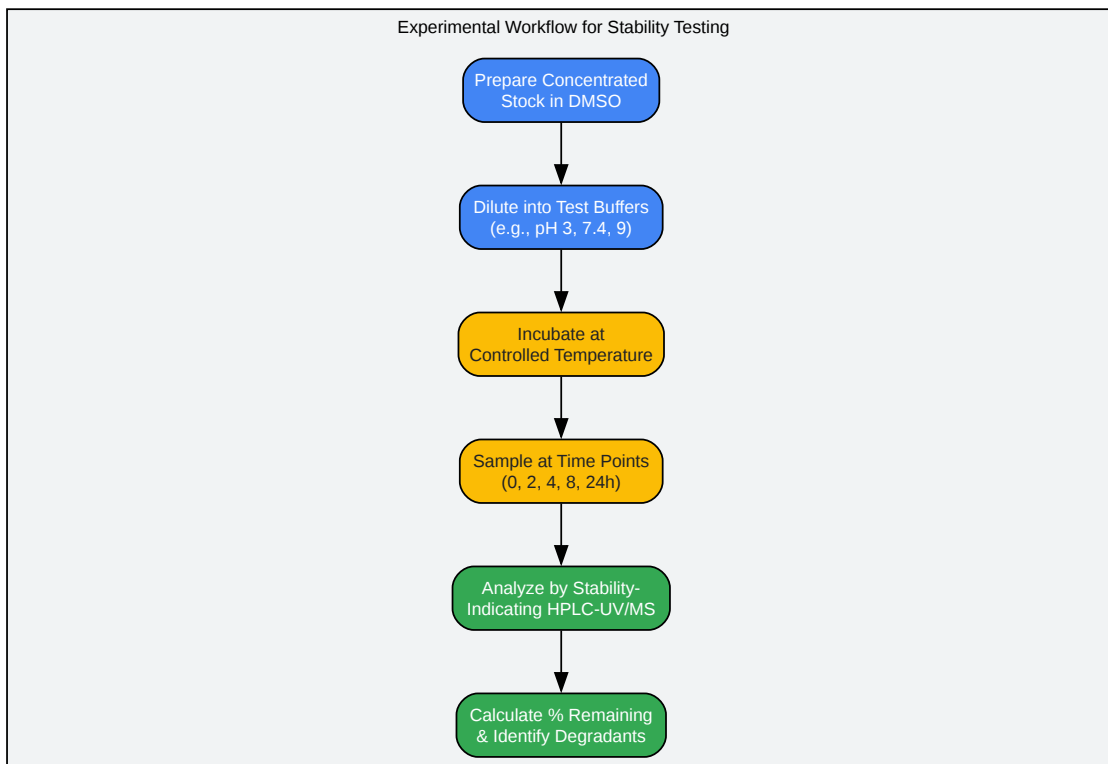 Experimental Workflow for Stability Testing
Prepare Concentrated
Stock in DMSO
Dilute into Test Buffers
(e.g., pH 3, 7.4, 9)
Incubate at
Controlled Temperature
Sample at Time Points
(0, 2, 4, 8, 24h)
Analyze by Stability-
Indicating HPLC-UV/MS
Calculate % Remaining
& Identify Degradants